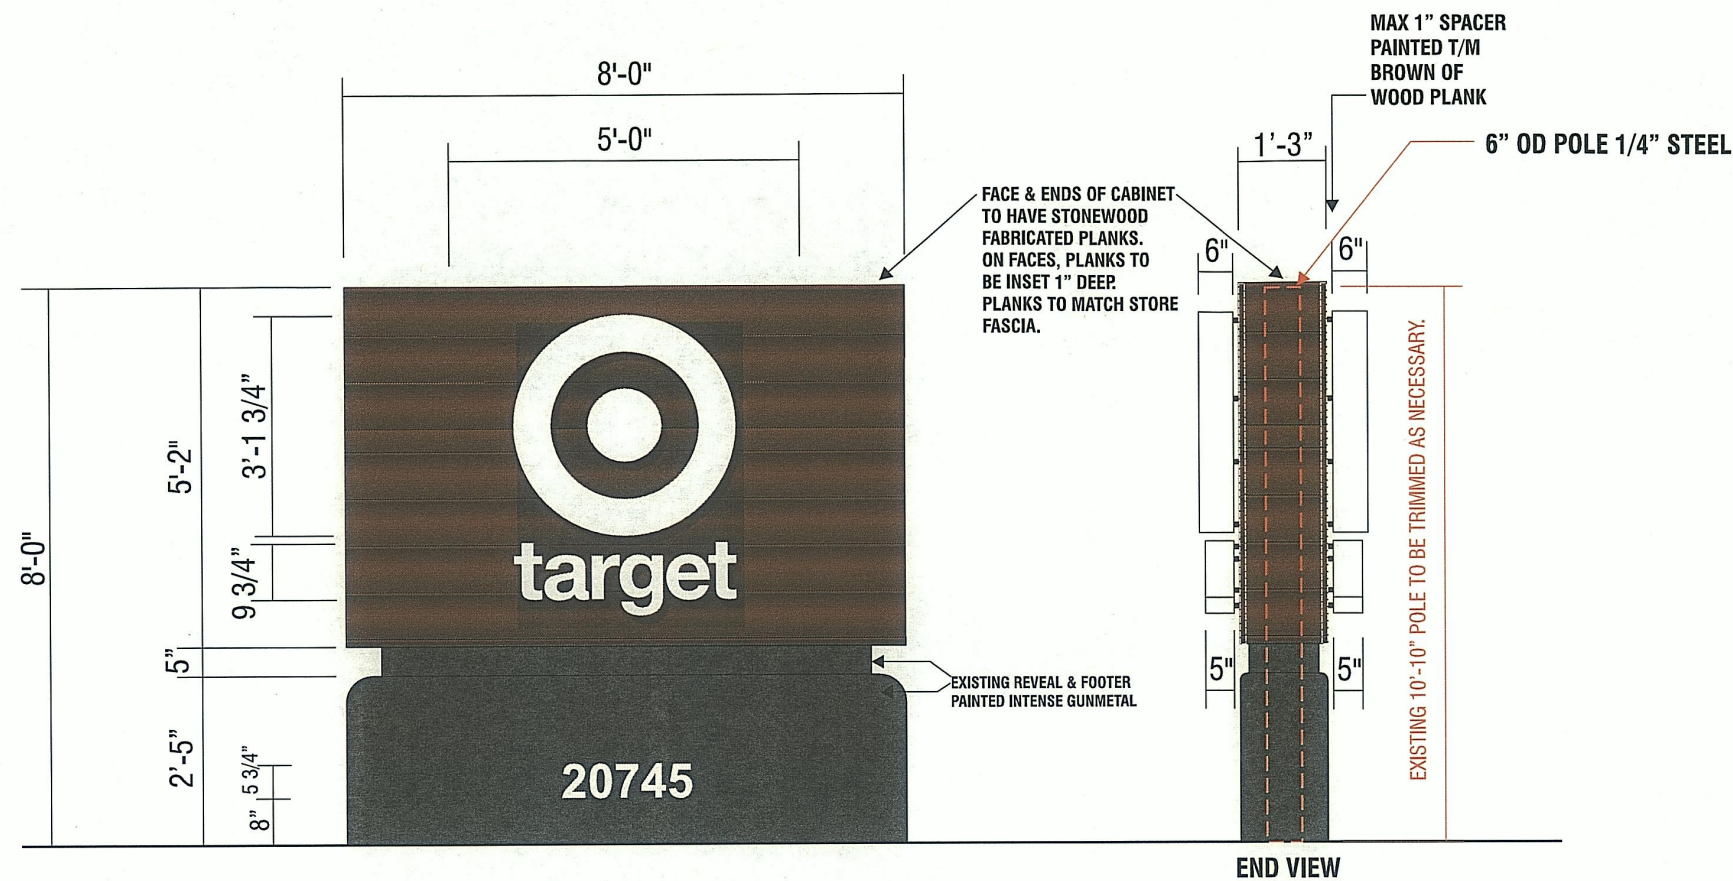 MAX 1” SPACER
PAINTED T/M
BROWN OF
WOOD PLANK
8'-0"
5'-0"
1’-3”
6” OD POLE 1/4” STEEL
FACE & ENDS OF CABINET
TO HAVE STONEWOOD
FABRICATED PLANKS.
ON FACES, PLANKS TO
BE INSET 1” DEEP.
PLANKS TO MATCH STORE
FASCIA.
6"
6"
8'-0"
5'-2"
3’-1 3/4”
9 3/4”
5”
2’-5”
5 3/4”
8”
target
20745
EXISTING REVEAL & FOOTER
PAINTED INTENSE GUNMETAL
5"
5"
EXISTING 10’-10” POLE TO BE TRIMMED AS NECESSARY.
END VIEW